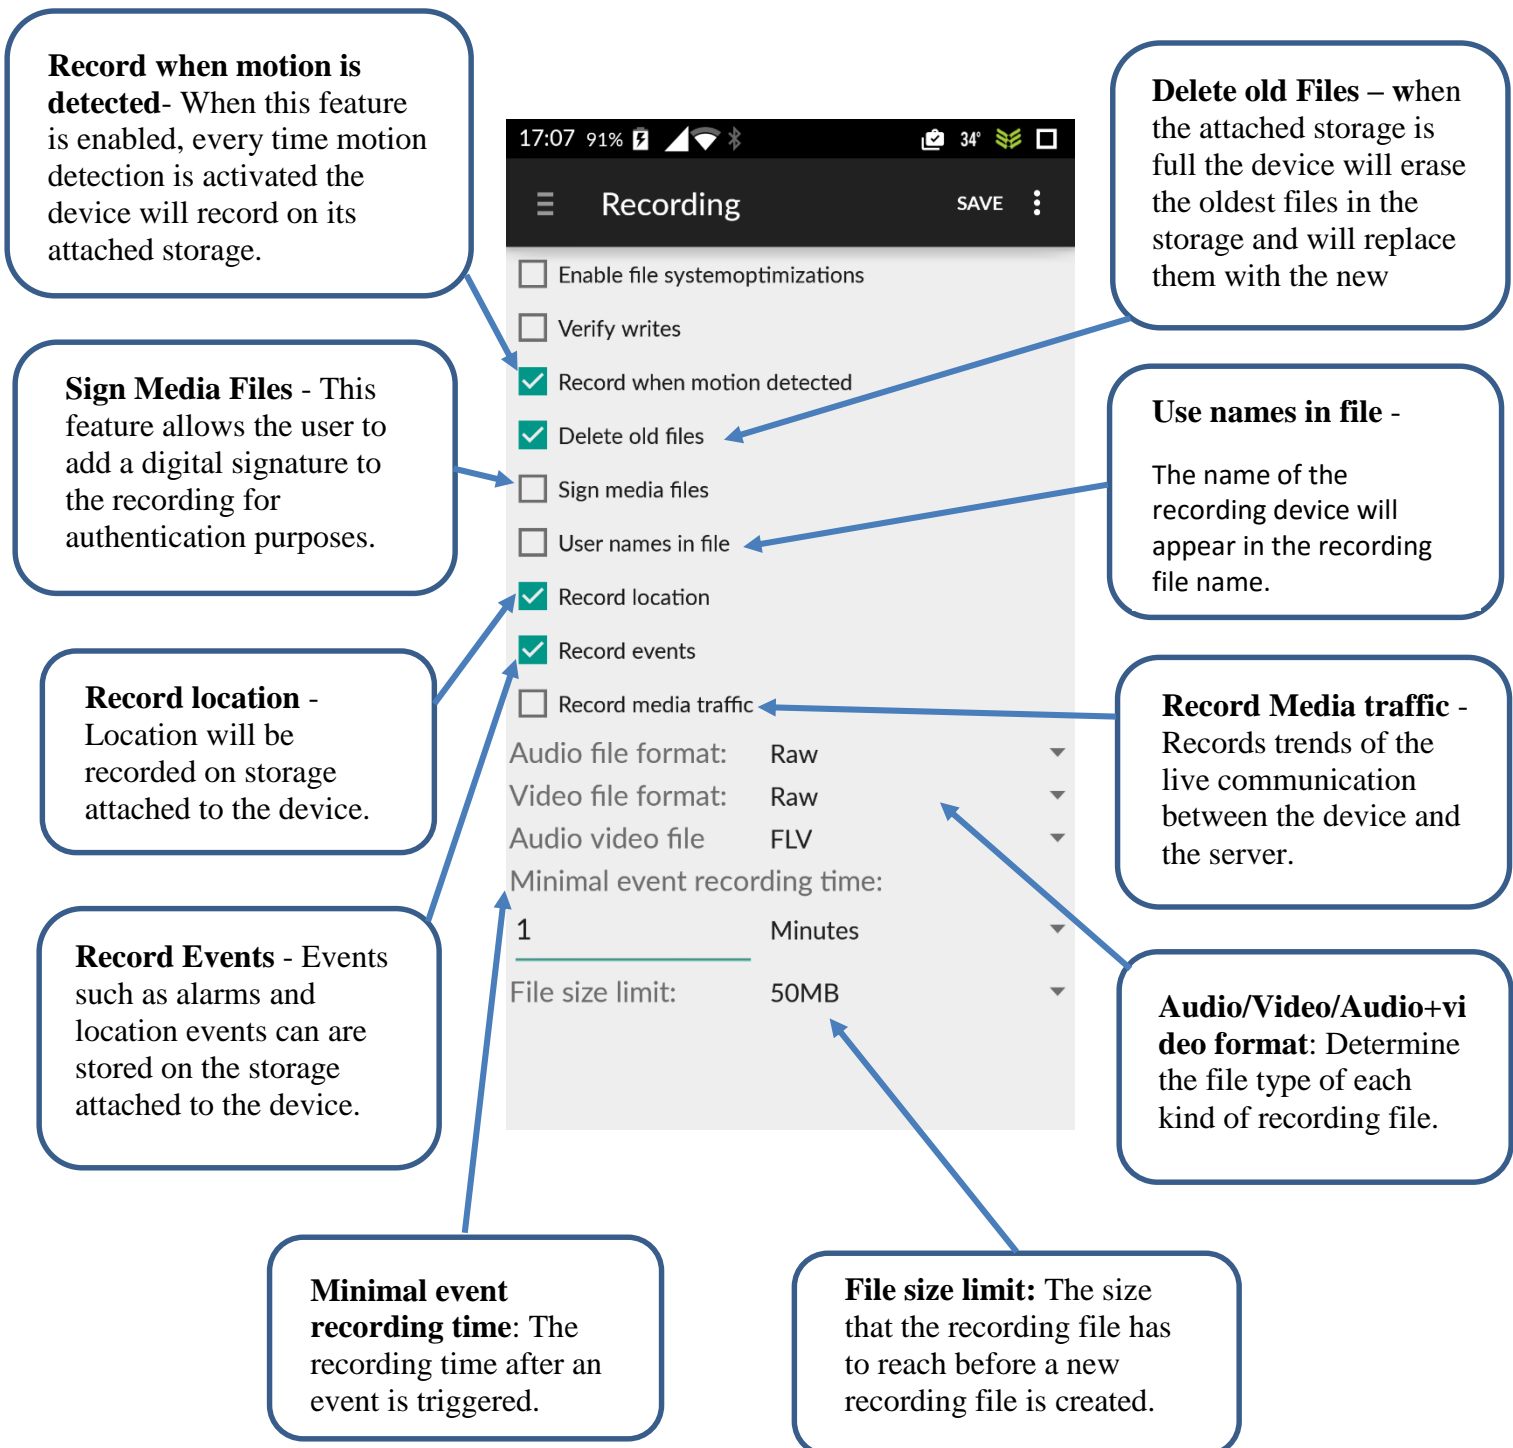 Record when motion is
detected- When this feature
is enabled, every time motion
detection is activated the
device will record on its
attached storage.
Sign Media Files - This
feature allows the user to
add a digital signature to
the recording for
authentication purposes.
Record location -
Location will be
recorded on storage
attached to the device.
Record Events - Events
such as alarms and
location events can are
stored on the storage
attached to the device.
17:07 91% 34°
Recording SAVE
Enable file systemoptimizations
Verify writes
Record when motion detected
Delete old files
Sign media files
User names in file
Record location
Record events
Record media traffic
Audio file format: Raw
Video file format: Raw
Audio video file FLV
Minimal event recording time:
1 Minutes
File size limit: 50MB
Delete old Files – when
the attached storage is
full the device will erase
the oldest files in the
storage and will replace
them with the new
Use names in file -
The name of the
recording device will
appear in the recording
file name.
Record Media traffic -
Records trends of the
live communication
between the device and
the server.
Audio/Video/Audio+vi
deo format: Determine
the file type of each
kind of recording file.
Minimal event
recording time: The
recording time after an
event is triggered.
File size limit: The size
that the recording file has
to reach before a new
recording file is created.